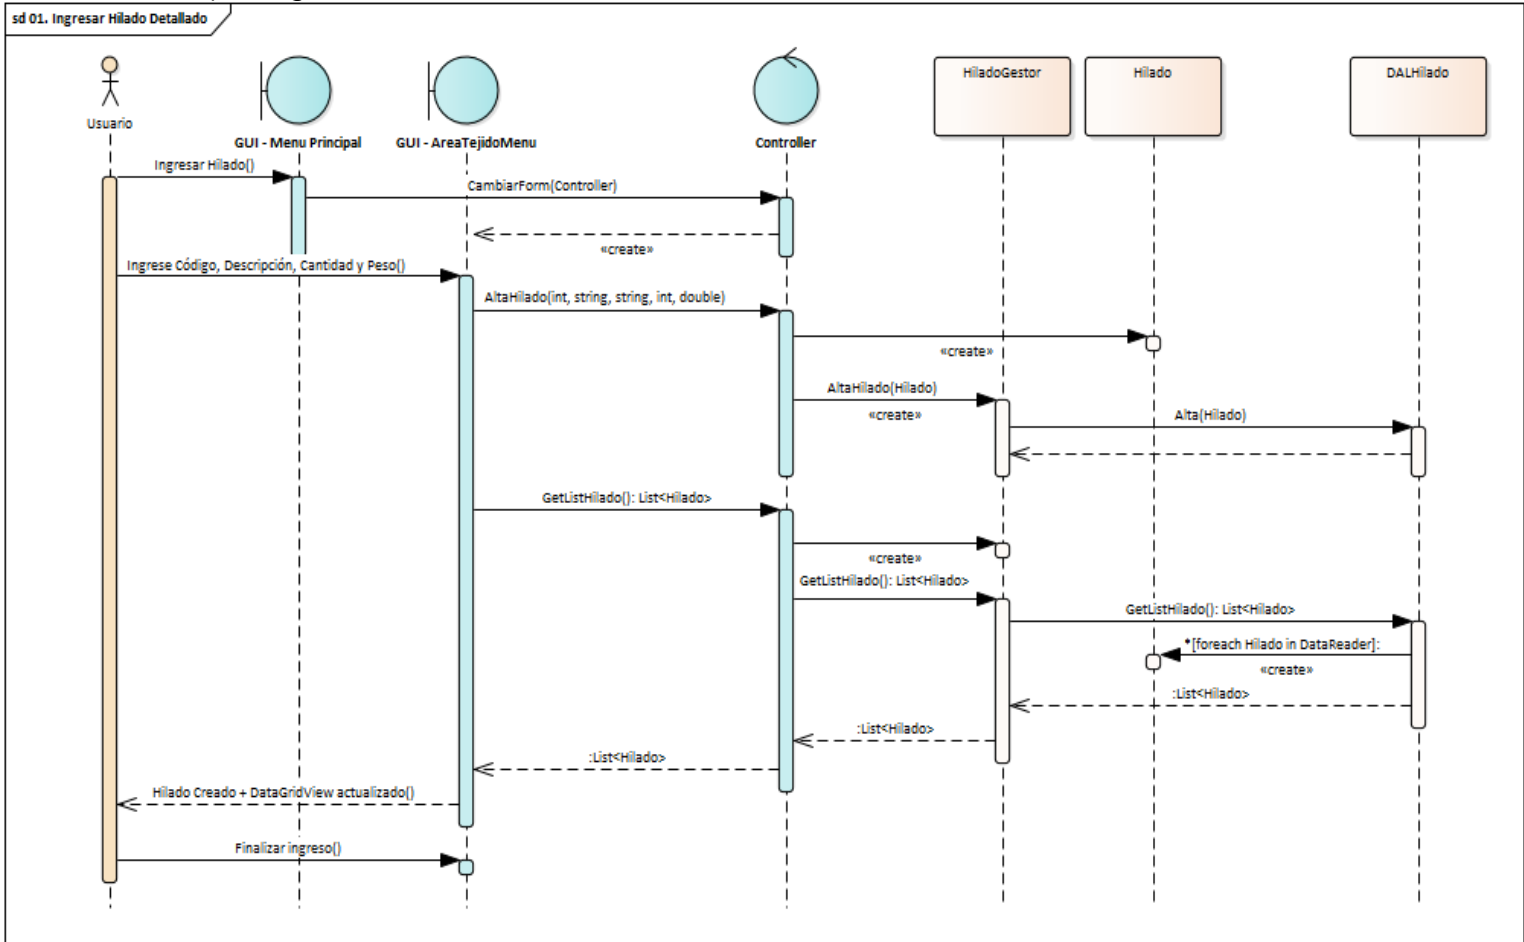 sd 01. Ingresar Hilado Detallado
HiladoGestor
Hilado
DALHilado
Usuario
GUI - Menu Principal
GUI - AreaTejidoMenu
Controller
Ingresar Hilado()
CambiarForm(Controller)
«create»
Ingrese Código, Descripción, Cantidad y Peso()
AltaHilado(int, string, string, int, double)
«create»
AltaHilado(Hilado)
«create»
Alta(Hilado)
GetListHilado(): List<Hilado>
«create»
GetListHilado(): List<Hilado>
GetListHilado(): List<Hilado>
*[foreach Hilado in DataReader]:
«create»
:List<Hilado>
:List<Hilado>
:List<Hilado>
Hilado Creado + DataGridView actualizado()
Finalizar ingreso()